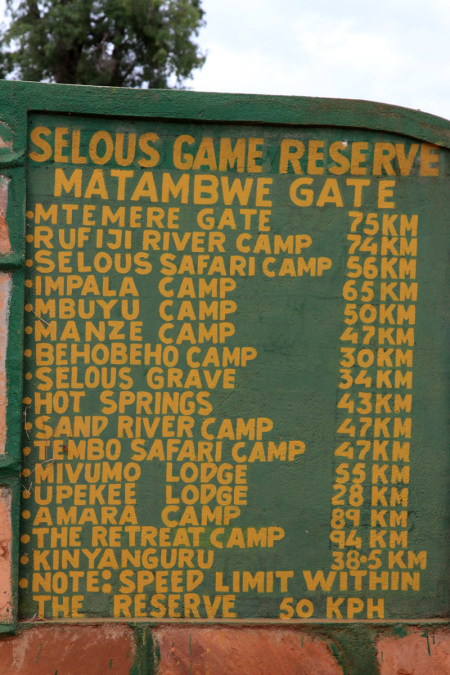 SELOUS GAME RESERVE
MATAMBWE GATE
MTEMERE GATE 75KM
RUFIJI RIVER CAMP 74KM
SELOUS SAFARI CAMP 56KM
IMPALA CAMP 65KM
MBUYU CAMP 50KM
MANZE CAMP 47KM
BEHOBEHO CAMP 30KM
SELOUS GRAVE 34KM
HOT SPRINGS 43KM
SAND RIVER CAMP 47KM
TEMBO SAFARI CAMP 47KM
MIVUMO LODGE 55KM
UPEKEE LODGE 28KM
AMARA CAMP 89KM
THE RETREAT CAMP 94KM
KINYANGURU 38.5KM
NOTE: SPEED LIMIT WITHIN
THE RESERVE 50 KPH